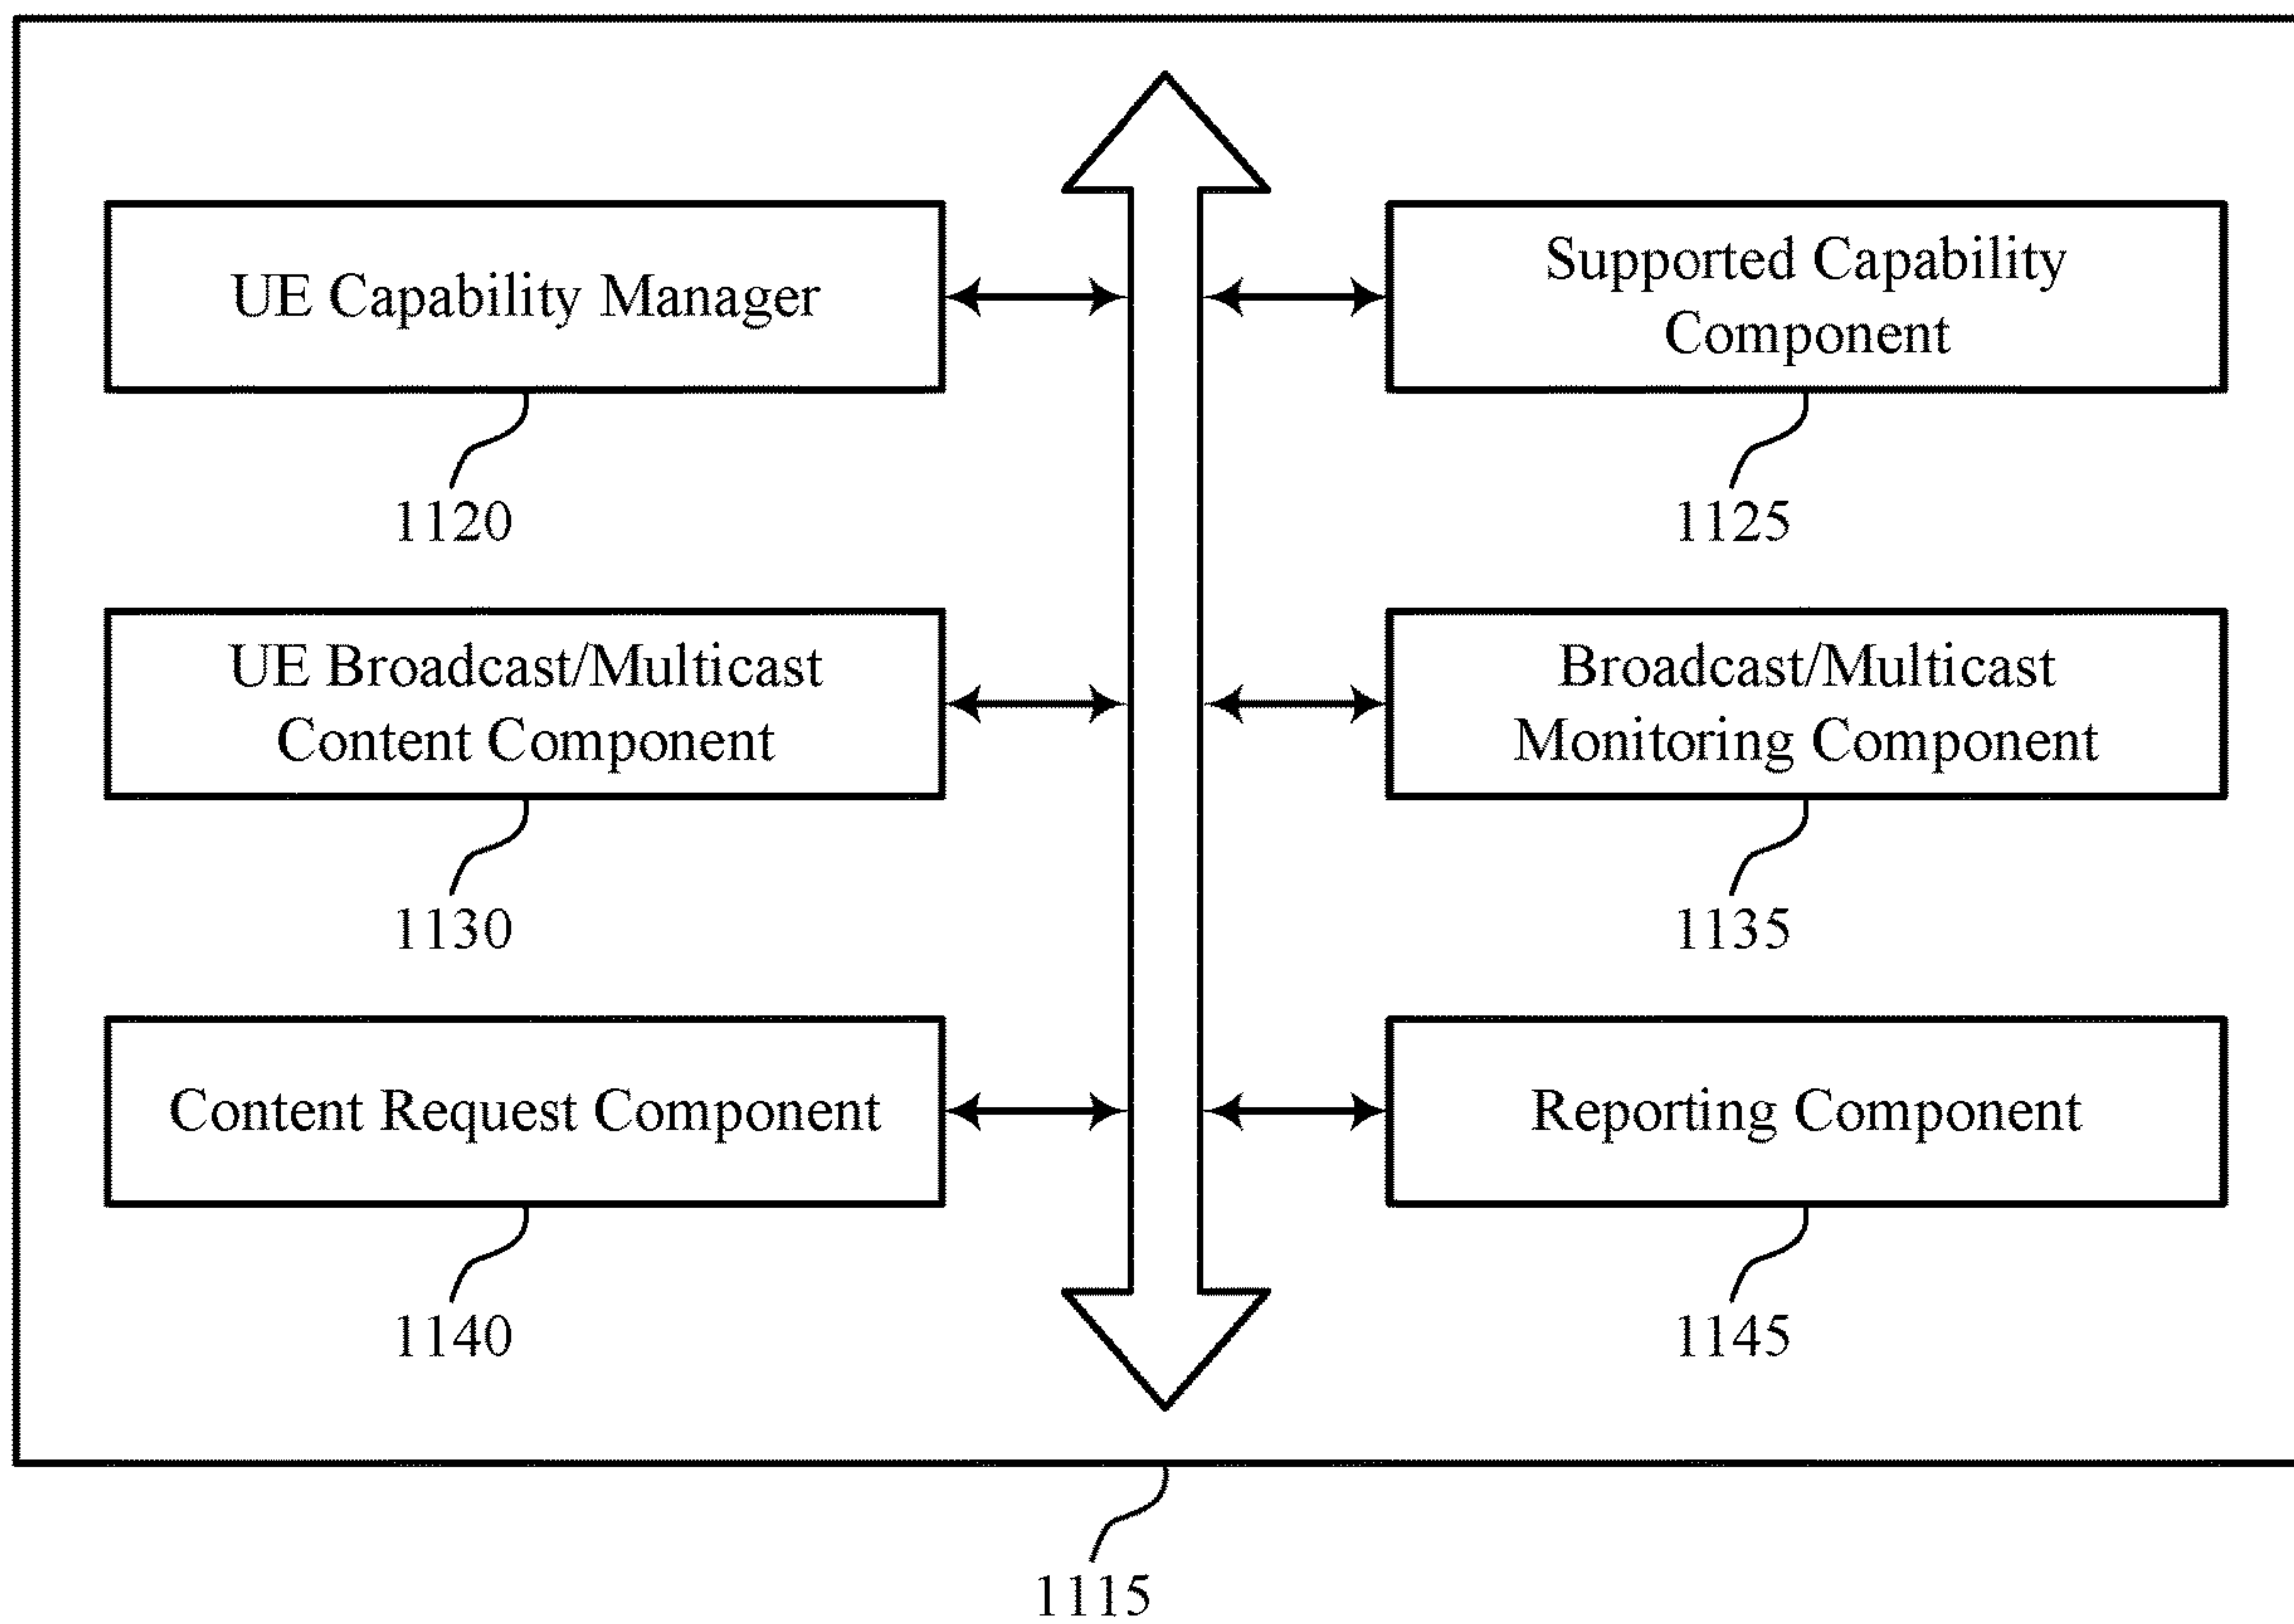 UE Capability Manager
Supported Capability
Component
1120
1125
UE Broadcast/Multicast
Content Component
Broadcast/Multicast
Monitoring Component
1130
1135
Content Request Component
Reporting Component
1140
1145
1115